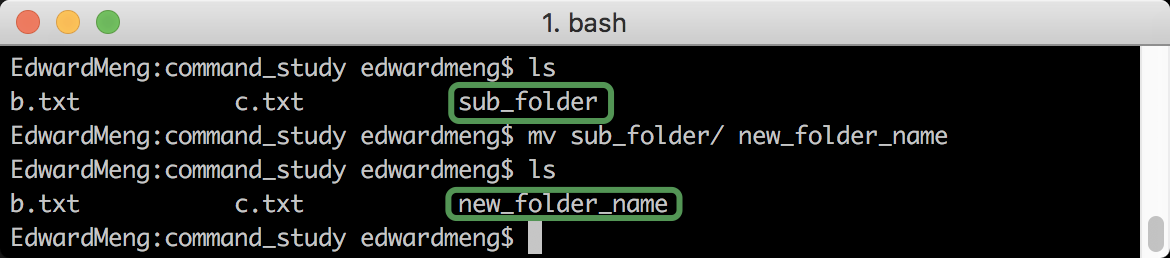 1. bash
EdwardMeng:command_study edwardmeng$ ls
b.txt c.txt sub_folder
EdwardMeng:command_study edwardmeng$ mv sub_folder/ new_folder_name
EdwardMeng:command_study edwardmeng$ ls
b.txt c.txt new_folder_name
EdwardMeng:command_study edwardmeng$